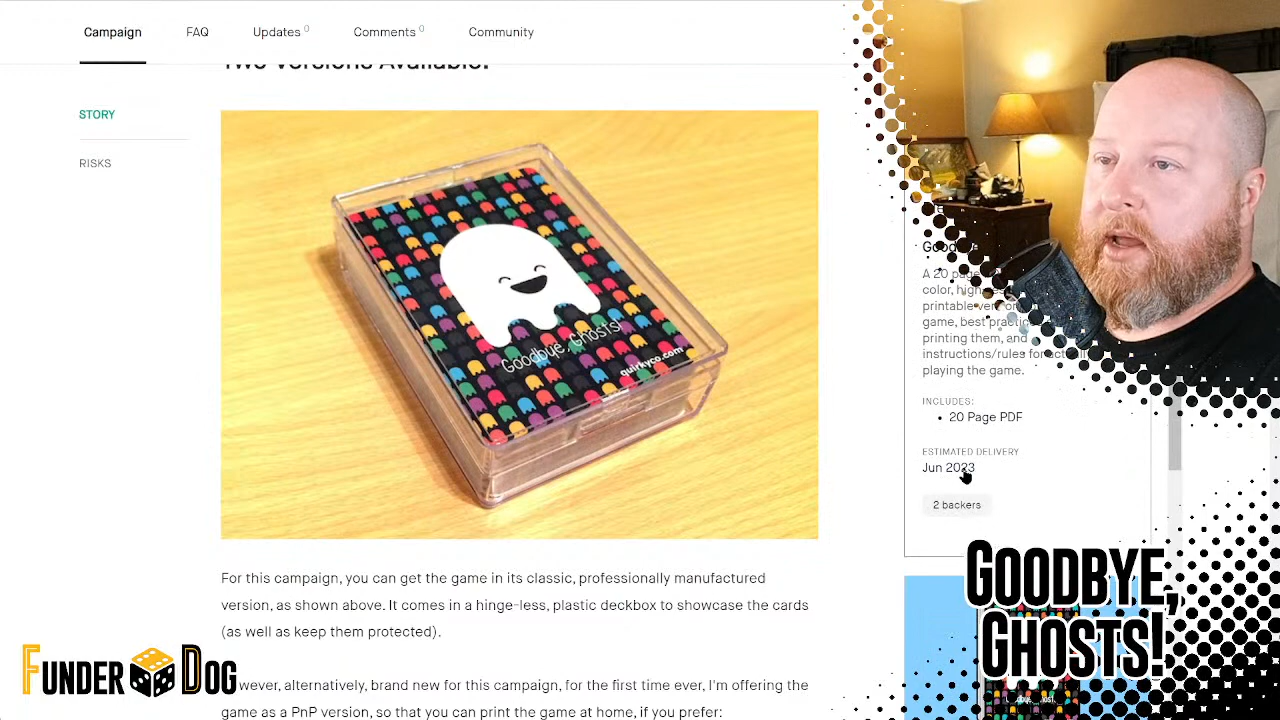 Campaign
FAQ
Updates 0
Comments 0
Community
Two Versions Available:
STORY
RISKS
Goodbye, Ghosts!
quirkyco.com
For this campaign, you can get the game in its classic, professionally manufactured
version, as shown above. It comes in a hinge-less, plastic deckbox to showcase the cards
(as well as keep them protected).
alternatively, brand new for this campaign, for the first time ever, I'm offering the
game as a so that you can print the game at home, if you prefer:
A 20 page
color,
printable
game, best
printing them, and
instructions/rules for
playing the game.
INCLUDES:
• 20 Page PDF
ESTIMATED DELIVERY
Jun 2023
2 backers
GOODBYE,
GHOSTS!
FUNDER DOG